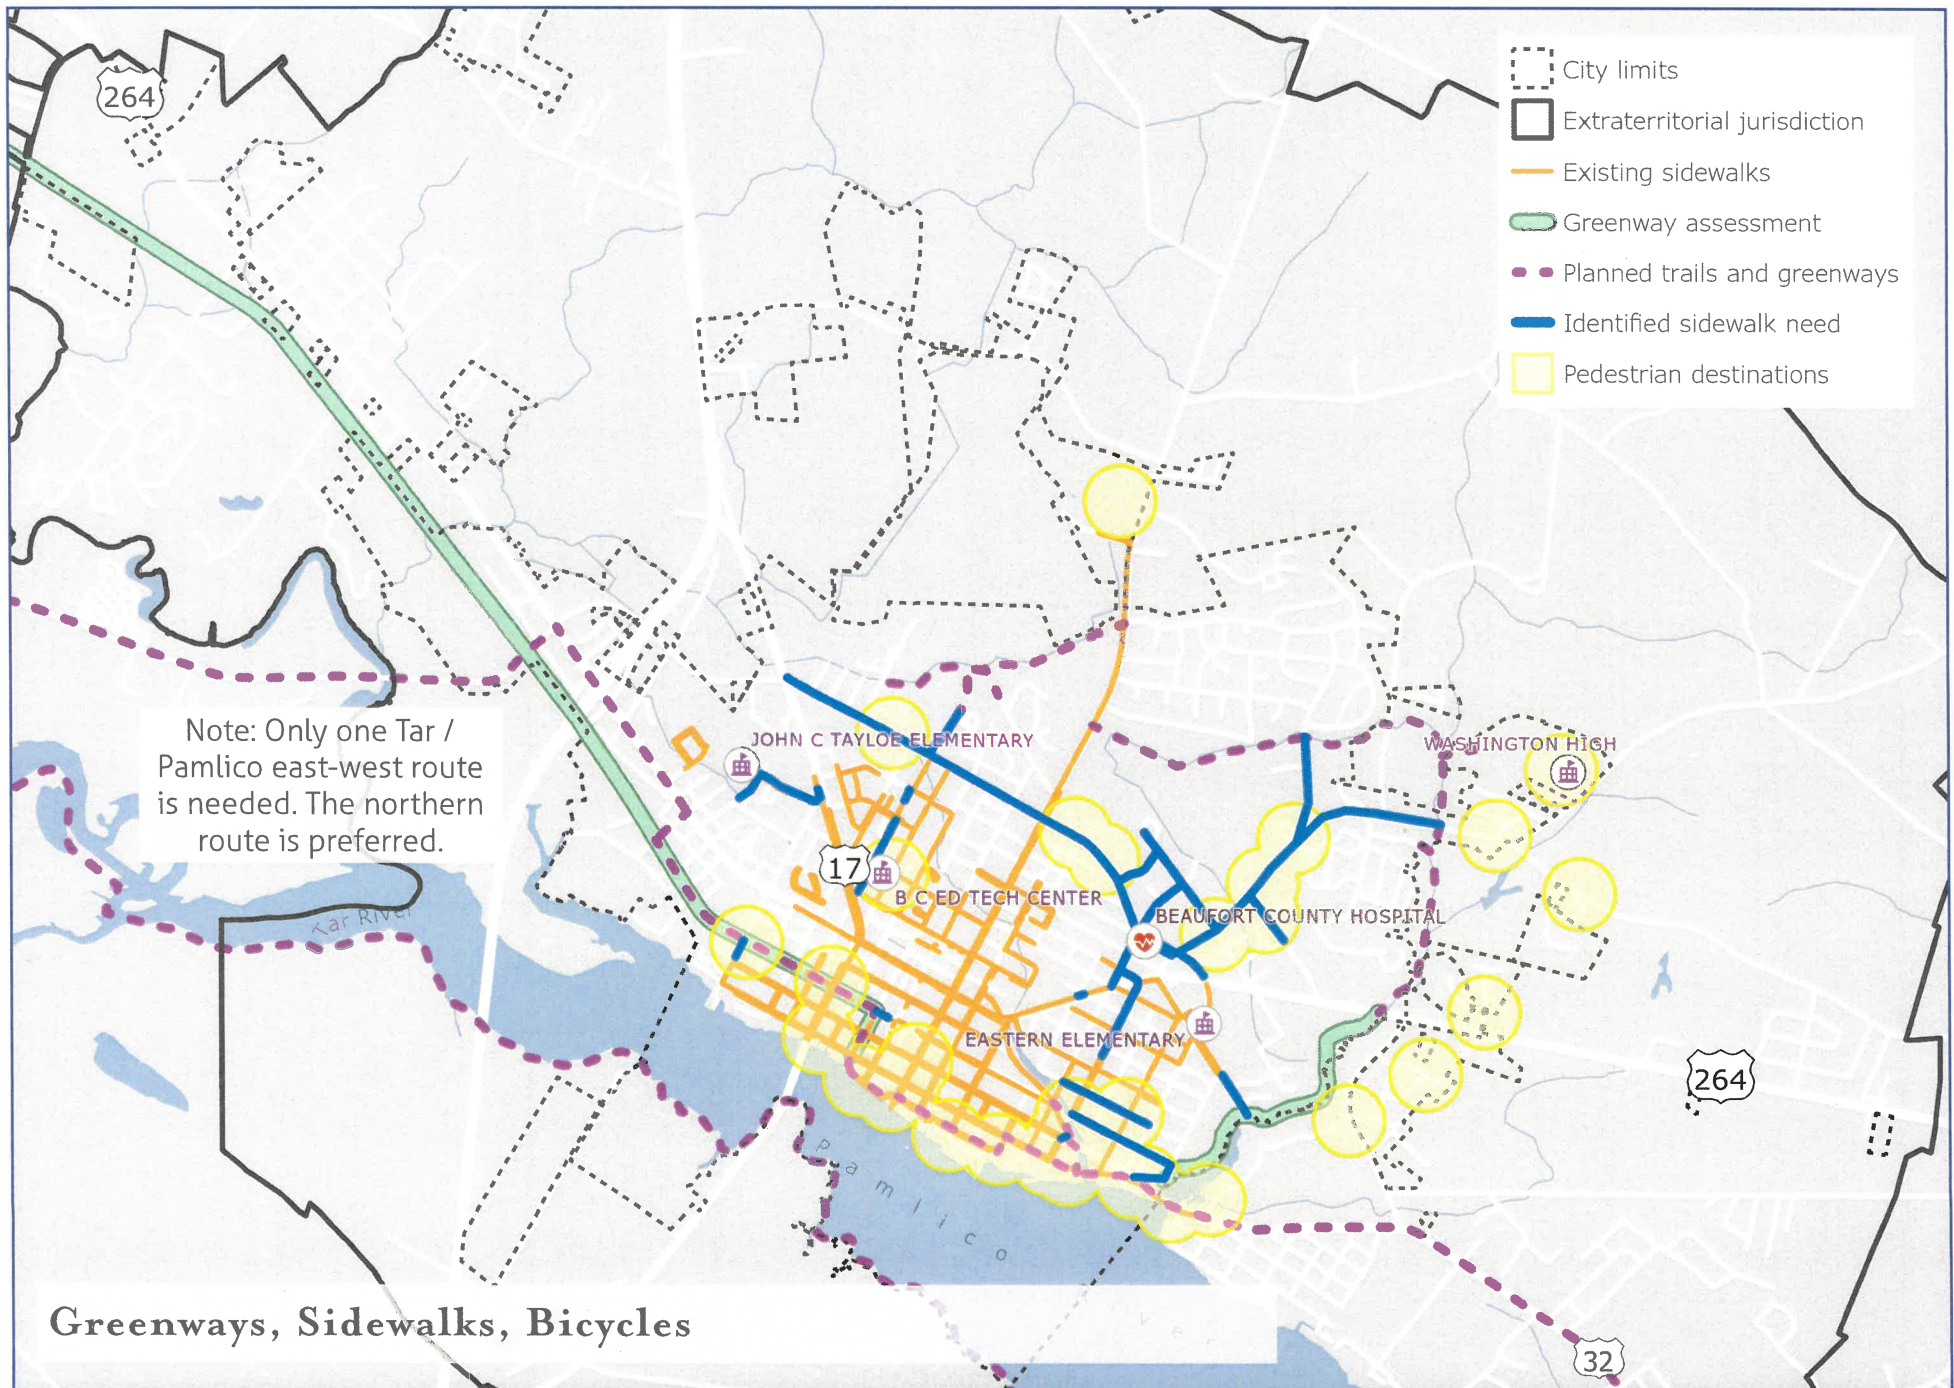 264
City limits
Extraterritorial jurisdiction
Existing sidewalks
Greenway assessment
Planned trails and greenways
Identified sidewalk need
Pedestrian destinations
Note: Only one Tar /
Pamlico east-west route
is needed. The northern
route is preferred.
JOHN C TAYLOE ELEMENTARY
WASHINGTON HIGH
17
B C ED TECH CENTER
BEAUFORT COUNTY HOSPITAL
Tar River
EASTERN ELEMENTARY
264
Pamlico
Greenways, Sidewalks, Bicycles
32